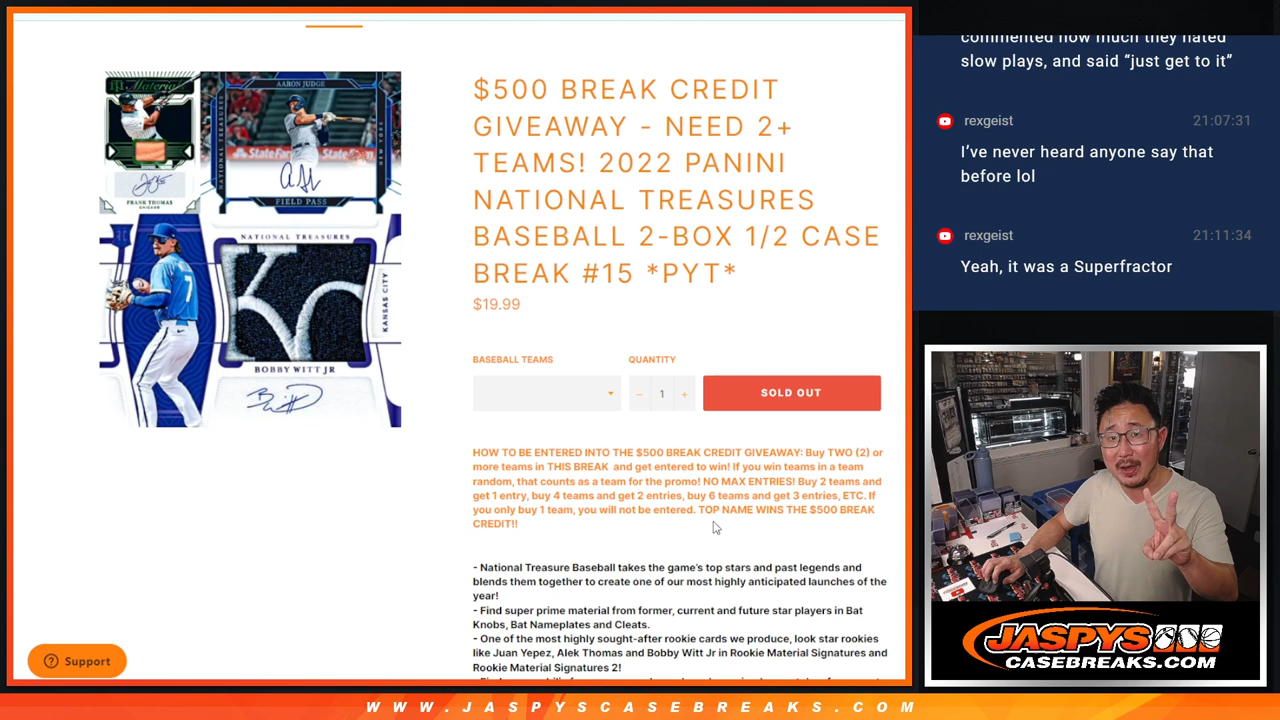 Materials
FRANK THOMAS
CHICAGO
AARON JUDGE
NATIONAL TREASURES
NEW YORK
State Farm
FIELD PASS
NATIONAL TREASURES
KANSAS CITY
BOBBY WITT JR
$500 BREAK CREDIT
GIVEAWAY - NEED 2+
TEAMS! 2022 PANINI
NATIONAL TREASURES
BASEBALL 2-BOX 1/2 CASE
BREAK #15 *PYT*
$19.99
BASEBALL TEAMS
QUANTITY
− 1 +
SOLD OUT
HOW TO BE ENTERED INTO THE $500 BREAK CREDIT GIVEAWAY: Buy TWO (2) or
more teams in THIS BREAK and get entered to win! If you win teams in a team
random, that counts as a team for the promo! NO MAX ENTRIES! Buy 2 teams and
get 1 entry, buy 4 teams and get 2 entries, buy 6 teams and get 3 entries, ETC. If
you only buy 1 team, you will not be entered. TOP NAME WINS THE $500 BREAK
CREDIT!!
- National Treasure Baseball takes the game's top stars and past legends and
blends them together to create one of our most highly anticipated launches of the
year!
- Find super prime material from former, current and future star players in Bat
Knobs, Bat Nameplates and Cleats.
- One of the most highly sought-after rookie cards we produce, look star rookies
like Juan Yepez, Alek Thomas and Bobby Witt Jr in Rookie Material Signatures and
Rookie Material Signatures 2!
Support
commented how much they hated
slow plays, and said “just get to it”
rexgeist 21:07:31
I’ve never heard anyone say that
before lol
rexgeist 21:11:34
Yeah, it was a Superfractor
JASPYS
CASEBREAKS.COM
WWW.JASPYSCASEBREAKS.COM